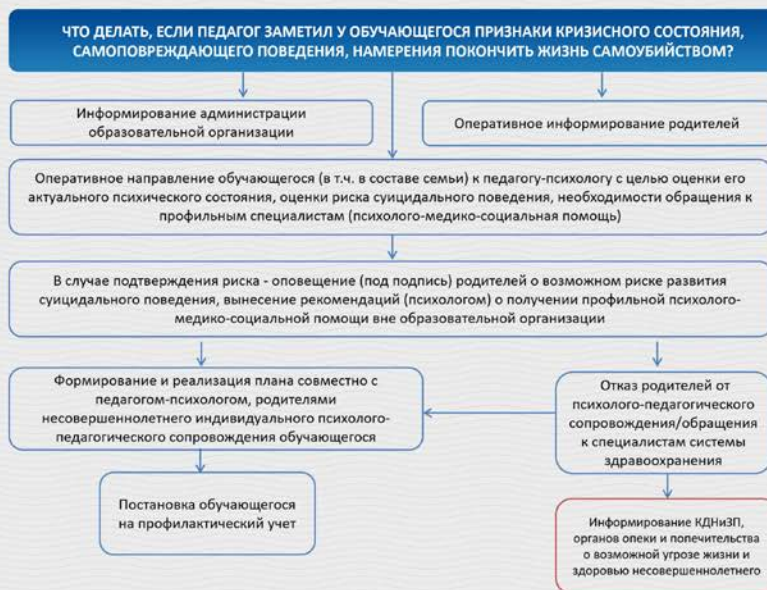 ЧТО ДЕЛАТЬ, ЕСЛИ ПЕДАГОГ ЗАМЕТИЛ У ОБУЧАЮЩЕГОСЯ ПРИЗНАКИ КРИЗИСНОГО СОСТОЯНИЯ,
САМОПОВРЕЖДАЮЩЕГО ПОВЕДЕНИЯ, НАМЕРЕНИЯ ПОКОНЧИТЬ ЖИЗНЬ САМОУБИЙСТВОМ?
Информирование администрации
образовательной организации
Оперативное информирование родителей
Оперативное направление обучающегося (в т.ч. в составе семьи) к педагогу-психологу с целью оценки его
актуального психического состояния, оценки риска суицидального поведения, необходимости обращения к
профильным специалистам (психолого-медико-социальная помощь)
В случае подтверждения риска - оповещение (под подпись) родителей о возможном риске развития
суицидального поведения, вынесение рекомендаций (психологом) о получении профильной психолого-
медико-социальной помощи вне образовательной организации
Формирование и реализация плана совместно с
педагогом-психологом, родителями
несовершеннолетнего индивидуального психолого-
педагогического сопровождения обучающегося
Отказ родителей от
психолого-педагогического
сопровождения/обращения
к специалистам системы
здравоохранения
Постановка обучающегося
на профилактический учет
Информирование КДНиЗП,
органов опеки и попечительства
о возможной угрозе жизни и
здоровью несовершеннолетнего